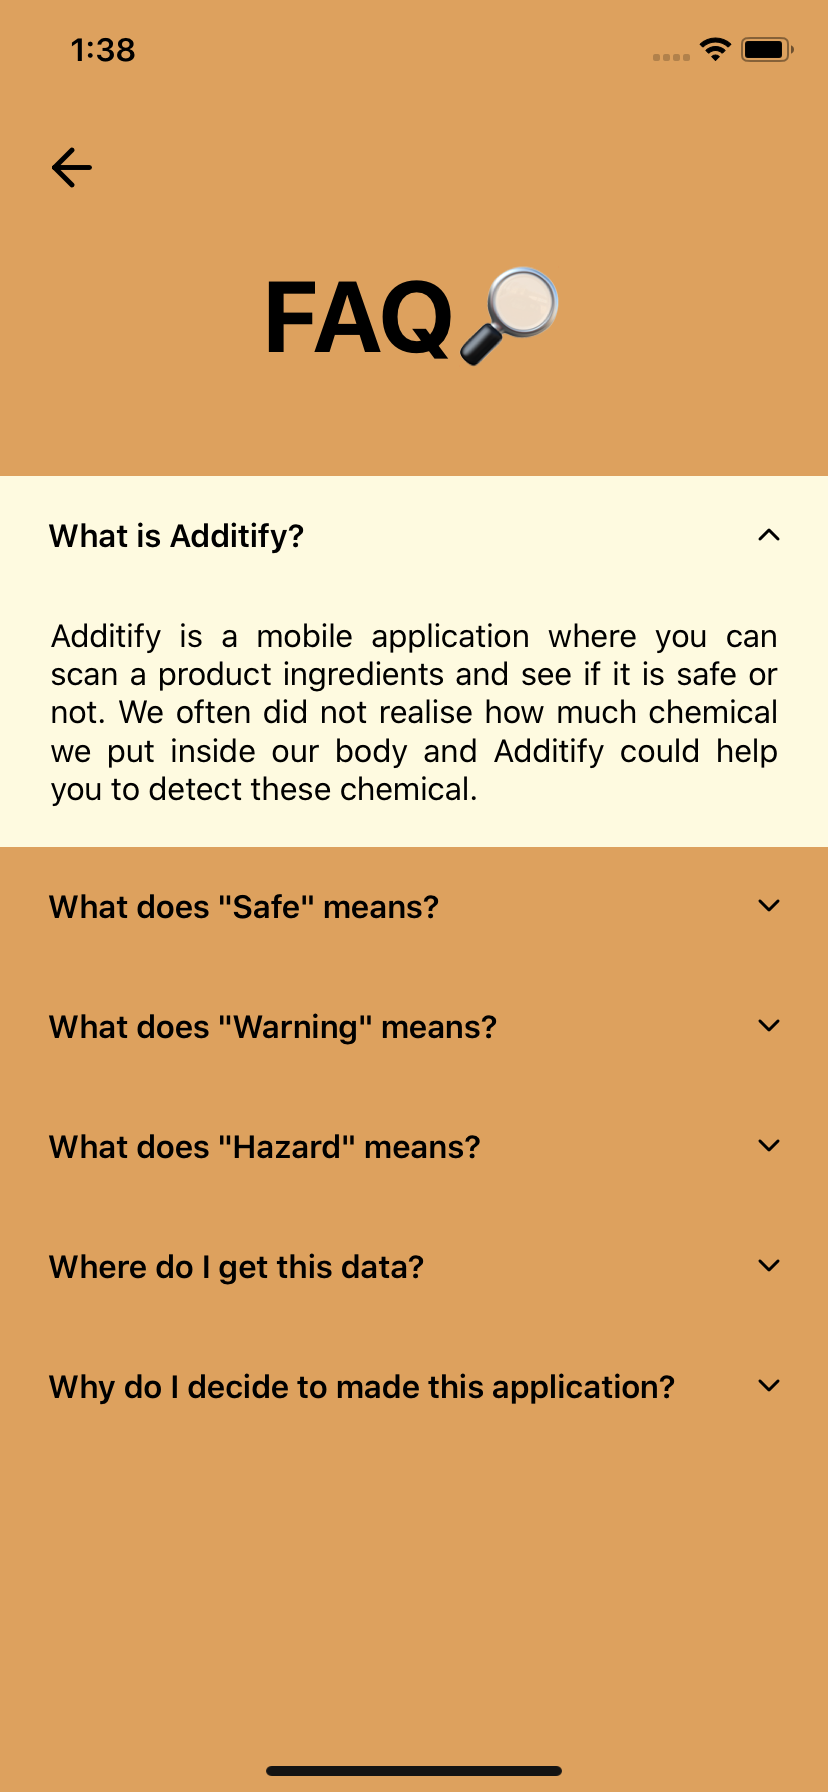 1:38
FAQ
What is Additify?
Additify is a mobile application where you can
scan a product ingredients and see if it is safe or
not. We often did not realise how much chemical
we put inside our body and Additify could help
you to detect these chemical.
What does "Safe" means?
What does "Warning" means?
What does "Hazard" means?
Where do I get this data?
Why do I decide to made this application?